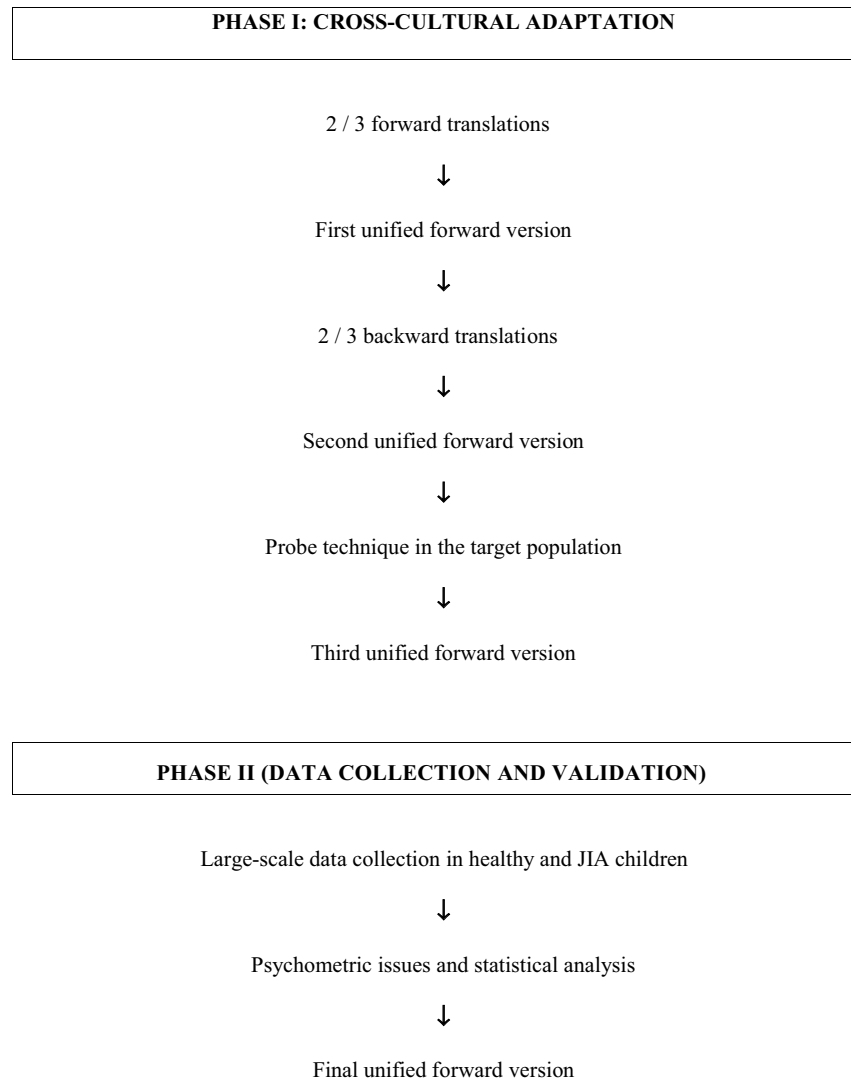 PHASE I: CROSS-CULTURAL ADAPTATION
2 / 3 forward translations
↓
First unified forward version
↓
2 / 3 backward translations
↓
Second unified forward version
↓
Probe technique in the target population
↓
Third unified forward version
PHASE II (DATA COLLECTION AND VALIDATION)
Large-scale data collection in healthy and JIA children
↓
Psychometric issues and statistical analysis
↓
Final unified forward version